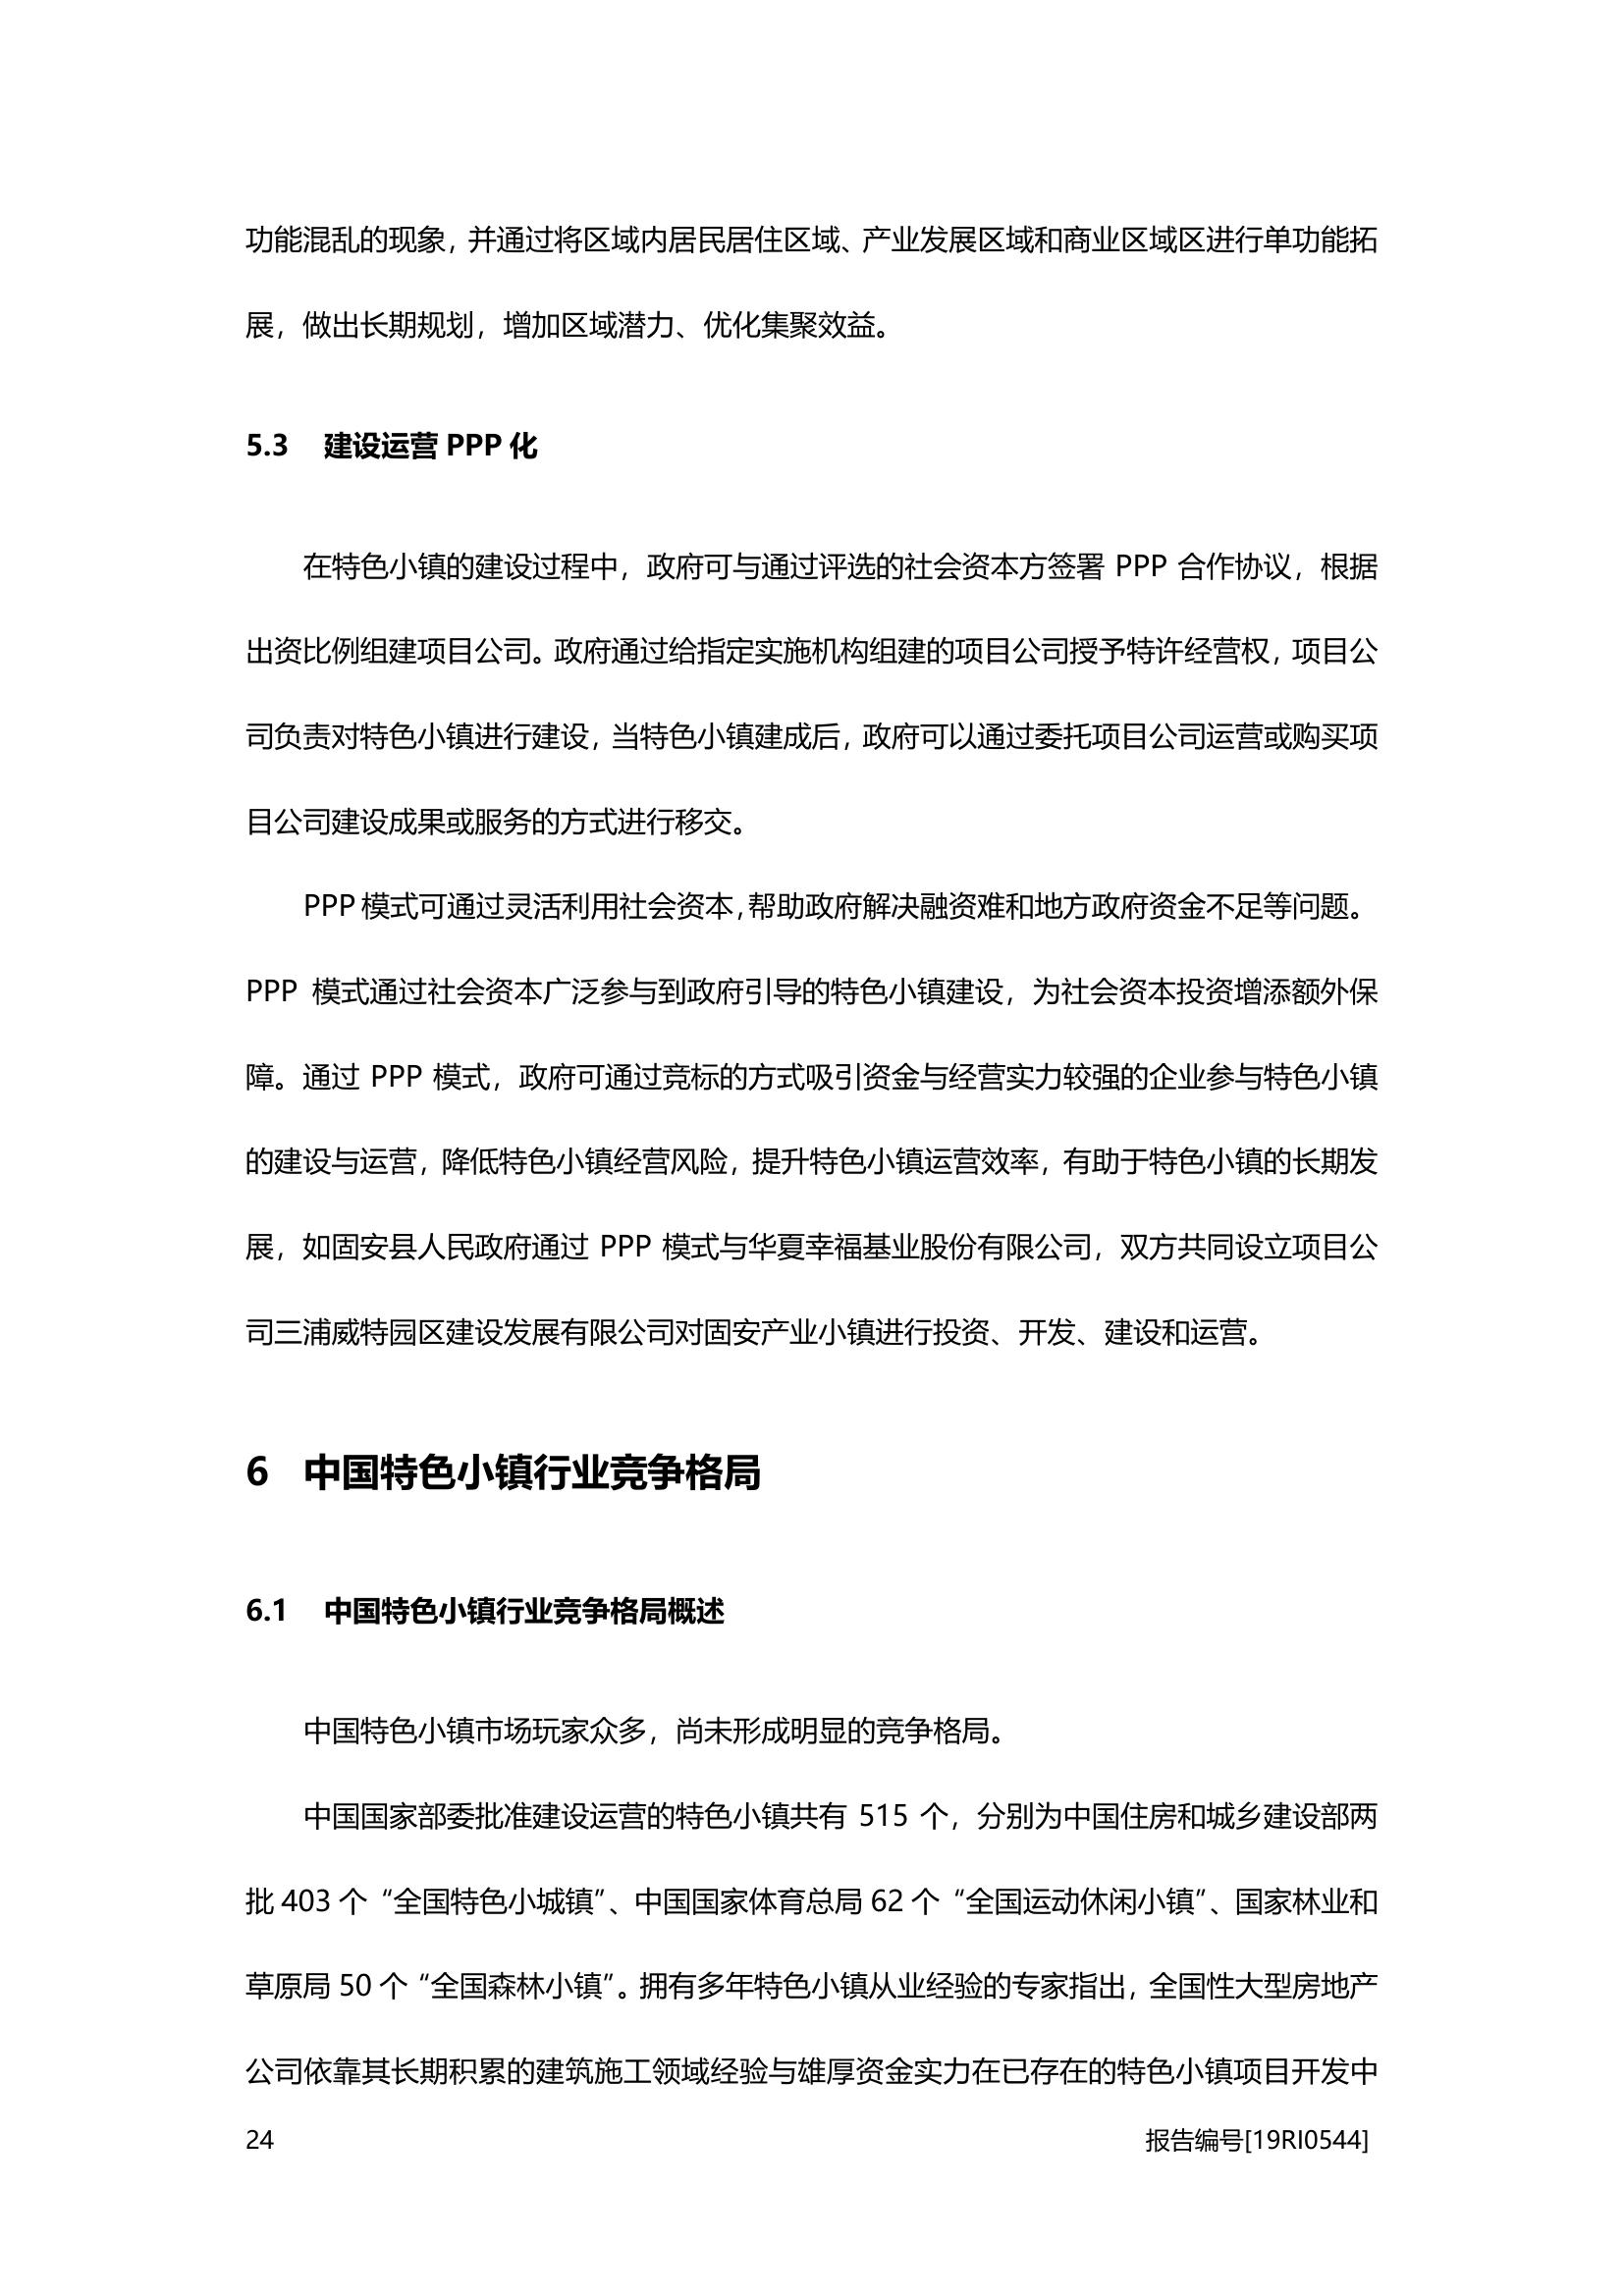 功能混乱的现象，并通过将区域内居民居住区域、产业发展区域和商业区域区进行单功能拓
展，做出长期规划，增加区域潜力、优化集聚效益。
5.3 建设运营 PPP 化
在特色小镇的建设过程中，政府可与通过评选的社会资本方签署 PPP 合作协议，根据
出资比例组建项目公司。政府通过给指定实施机构组建的项目公司授予特许经营权，项目公
司负责对特色小镇进行建设，当特色小镇建成后，政府可以通过委托项目公司运营或购买项
目公司建设成果或服务的方式进行移交。
PPP 模式可通过灵活利用社会资本，帮助政府解决融资难和地方政府资金不足等问题。
PPP 模式通过社会资本广泛参与到政府引导的特色小镇建设，为社会资本投资增添额外保
障。通过 PPP 模式，政府可通过竞标的方式吸引资金与经营实力较强的企业参与特色小镇
的建设与运营，降低特色小镇经营风险，提升特色小镇运营效率，有助于特色小镇的长期发
展，如固安县人民政府通过 PPP 模式与华夏幸福基业股份有限公司，双方共同设立项目公
司三浦威特园区建设发展有限公司对固安产业小镇进行投资、开发、建设和运营。
6 中国特色小镇行业竞争格局
6.1 中国特色小镇行业竞争格局概述
中国特色小镇市场玩家众多，尚未形成明显的竞争格局。
中国国家部委批准建设运营的特色小镇共有 515 个，分别为中国住房和城乡建设部两
批 403 个“全国特色小城镇”、中国国家体育总局 62 个“全国运动休闲小镇”、国家林业和
草原局 50 个“全国森林小镇”。拥有多年特色小镇从业经验的专家指出，全国性大型房地产
公司依靠其长期积累的建筑施工领域经验与雄厚资金实力在已存在的特色小镇项目开发中
24 报告编号[19RI0544]